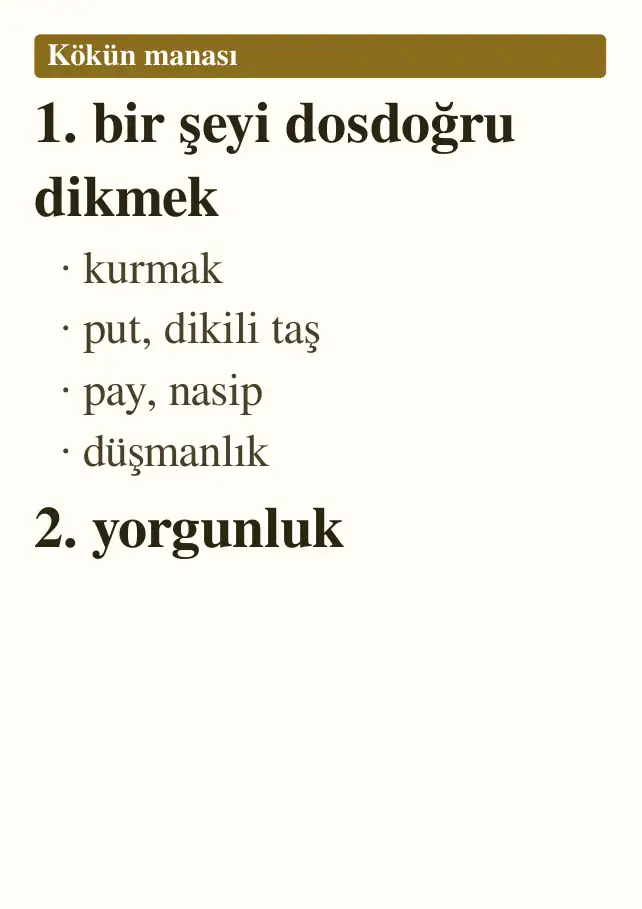 Kökün manası
1. bir şeyi dosdoğru
dikmek
· kurmak
· put, dikili taş
· pay, nasip
· düşmanlık
2. yorgunluk